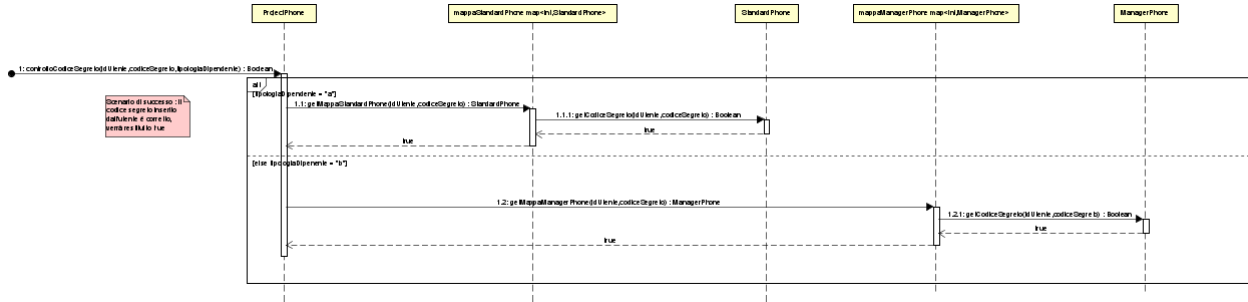 ProjectPhone
mappaStandardPhone map<int,StandardPhone>
StandardPhone
mappaManagerPhone map<int,ManagerPhone>
ManagerPhone
1: controlloCodiceSegreto(idUtente,codiceSegreto,tipologiaDipendente) : Boolean
alt
[tipologiaDipendente = "a"]
Scenario di successo : il
codice segreto inserito
dall'utente è corretto,
verrà restituito true
1.1: getMappaStandardPhone(idUtente,codiceSegreto) : StandardPhone
1.1.1: getCodiceSegreto(idUtente,codiceSegreto) : Boolean
true
true
[else tipologiaDipenente = "b"]
1.2: getMappaManagerPhone(idUtente,codiceSegreto) : ManagerPhone
1.2.1: getCodiceSegreto(idUtente,codiceSegreto) : Boolean
true
true